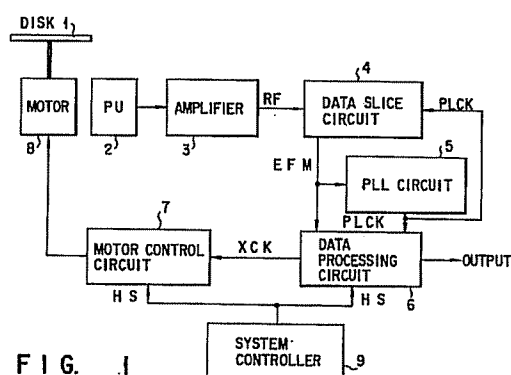 DISK 1
MOTOR
8
PU
2
AMPLIFIER
3
RF
4
DATA SLICE
CIRCUIT
PLCK
EFM
5
PLL CIRCUIT
PLCK
7
MOTOR CONTROL
CIRCUIT
XCK
DATA
PROCESSING
CIRCUIT
6
OUTPUT
HS
HS
SYSTEM
CONTROLLER
9
FIG. 1